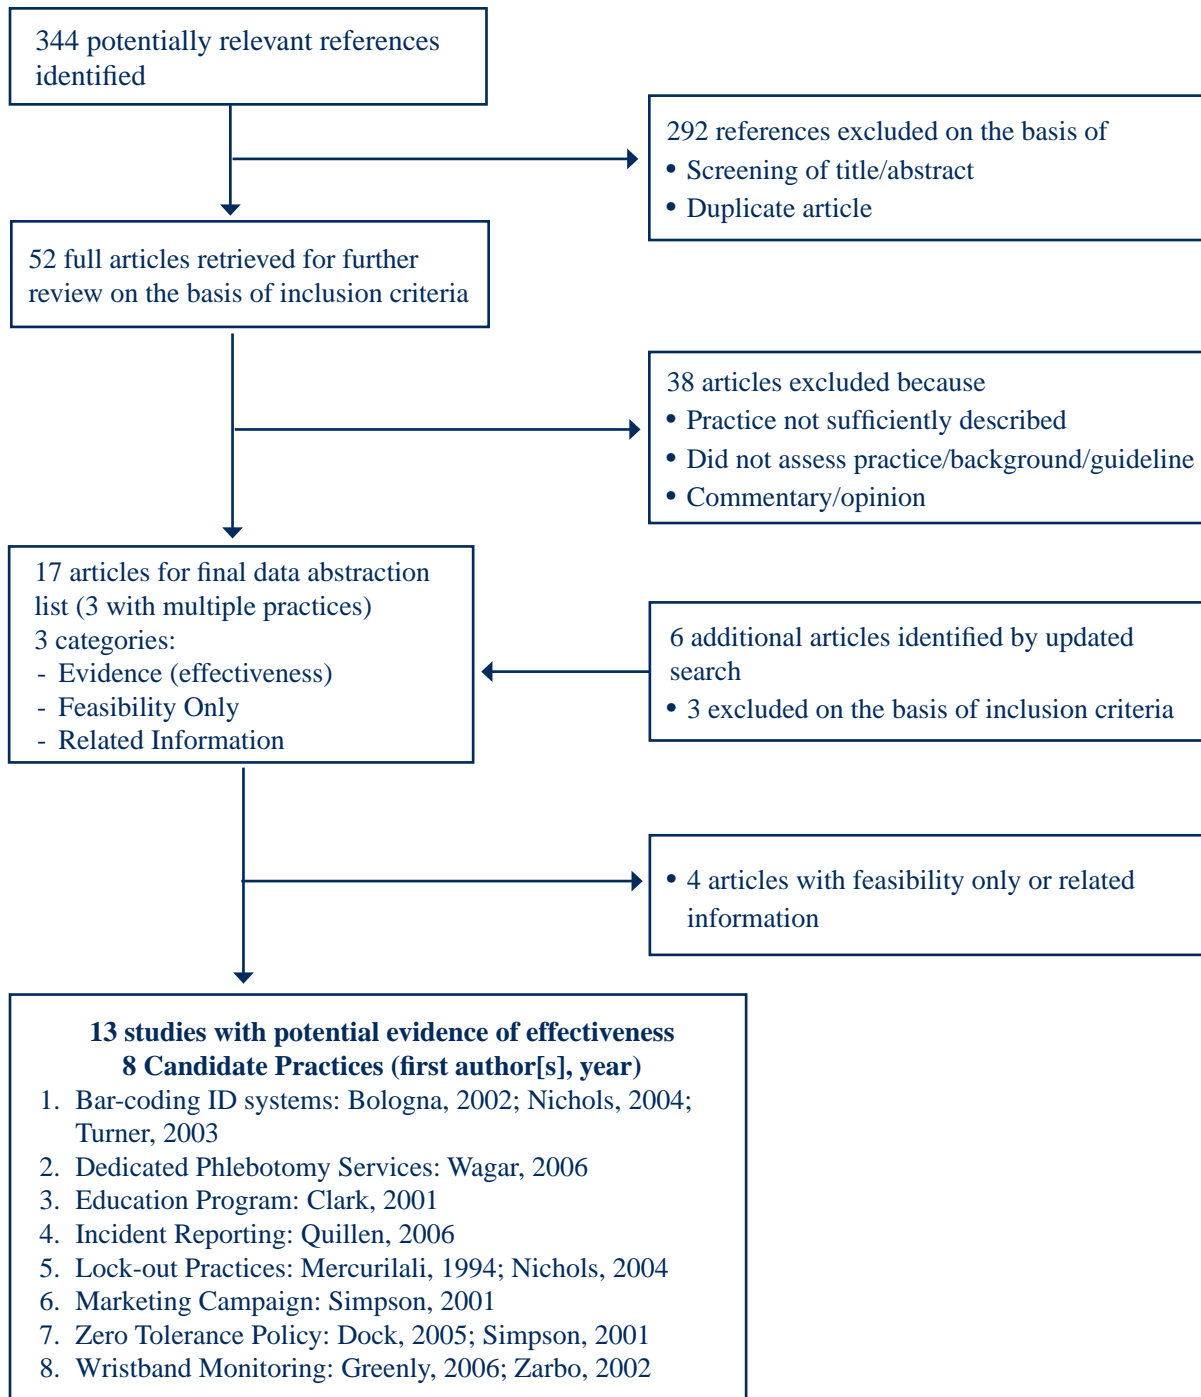 344 potentially relevant references
identified
292 references excluded on the basis of
• Screening of title/abstract
• Duplicate article
52 full articles retrieved for further
review on the basis of inclusion criteria
38 articles excluded because
• Practice not sufficiently described
• Did not assess practice/background/guideline
• Commentary/opinion
17 articles for final data abstraction
list (3 with multiple practices)
3 categories:
- Evidence (effectiveness)
- Feasibility Only
- Related Information
6 additional articles identified by updated
search
• 3 excluded on the basis of inclusion criteria
• 4 articles with feasibility only or related
information
13 studies with potential evidence of effectiveness
8 Candidate Practices (first author[s], year)
1. Bar-coding ID systems: Bologna, 2002; Nichols, 2004;
Turner, 2003
2. Dedicated Phlebotomy Services: Wagar, 2006
3. Education Program: Clark, 2001
4. Incident Reporting: Quillen, 2006
5. Lock-out Practices: Mercurilali, 1994; Nichols, 2004
6. Marketing Campaign: Simpson, 2001
7. Zero Tolerance Policy: Dock, 2005; Simpson, 2001
8. Wristband Monitoring: Greenly, 2006; Zarbo, 2002